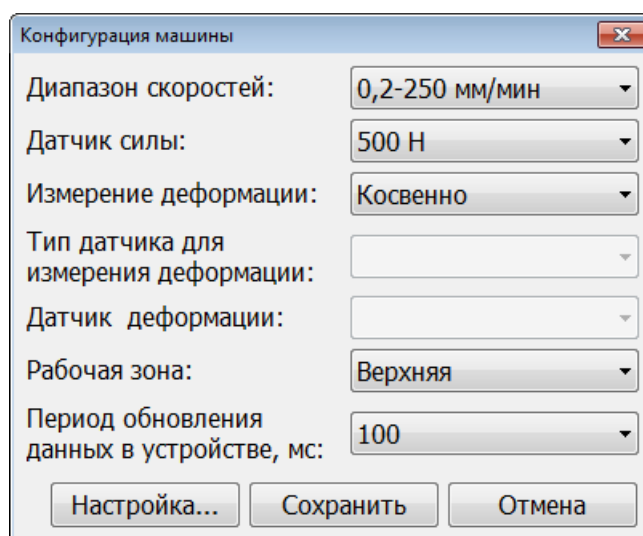 Конфигурация машины
Диапазон скоростей: 0,2-250 мм/мин
Датчик силы: 500 Н
Измерение деформации: Косвенно
Тип датчика для
измерения деформации:
Датчик деформации:
Рабочая зона: Верхняя
Период обновления
данных в устройстве, мс: 100
Настройка... Сохранить Отмена